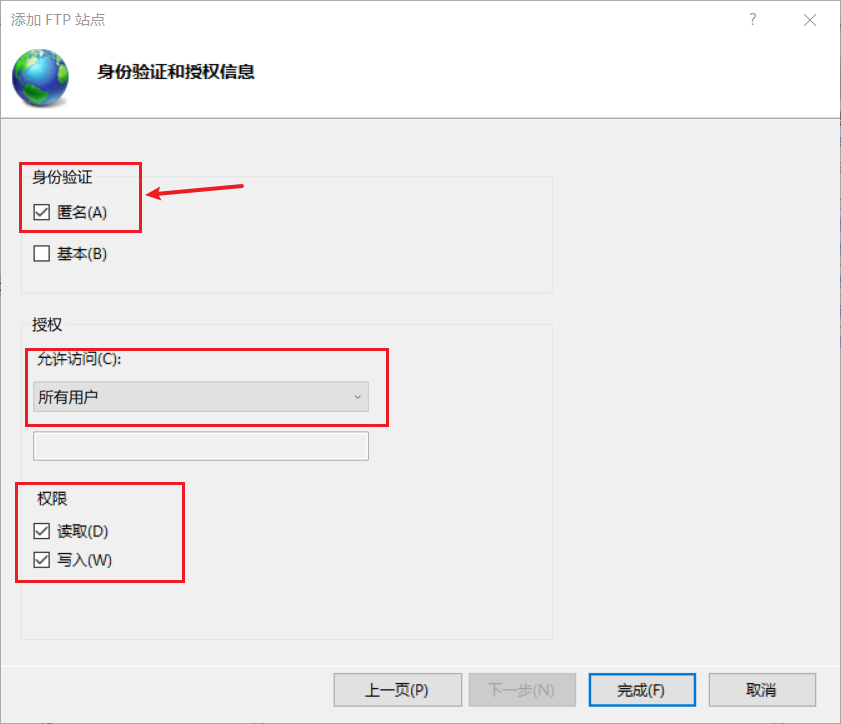 添加 FTP 站点
?
身份验证和授权信息
身份验证
匿名(A)
基本(B)
授权
允许访问(C):
所有用户
权限
读取(D)
写入(W)
上一页(P) 下一步(N) 完成(F) 取消